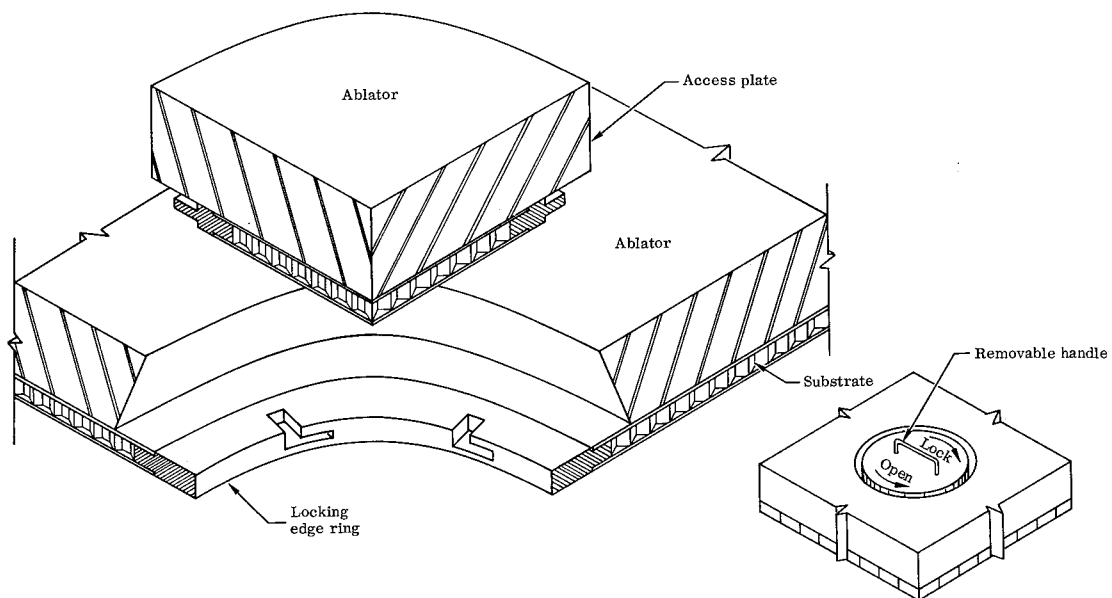 Ablator
Access plate
Ablator
Removable handle
Substrate
Lock
Open
Locking
edge ring